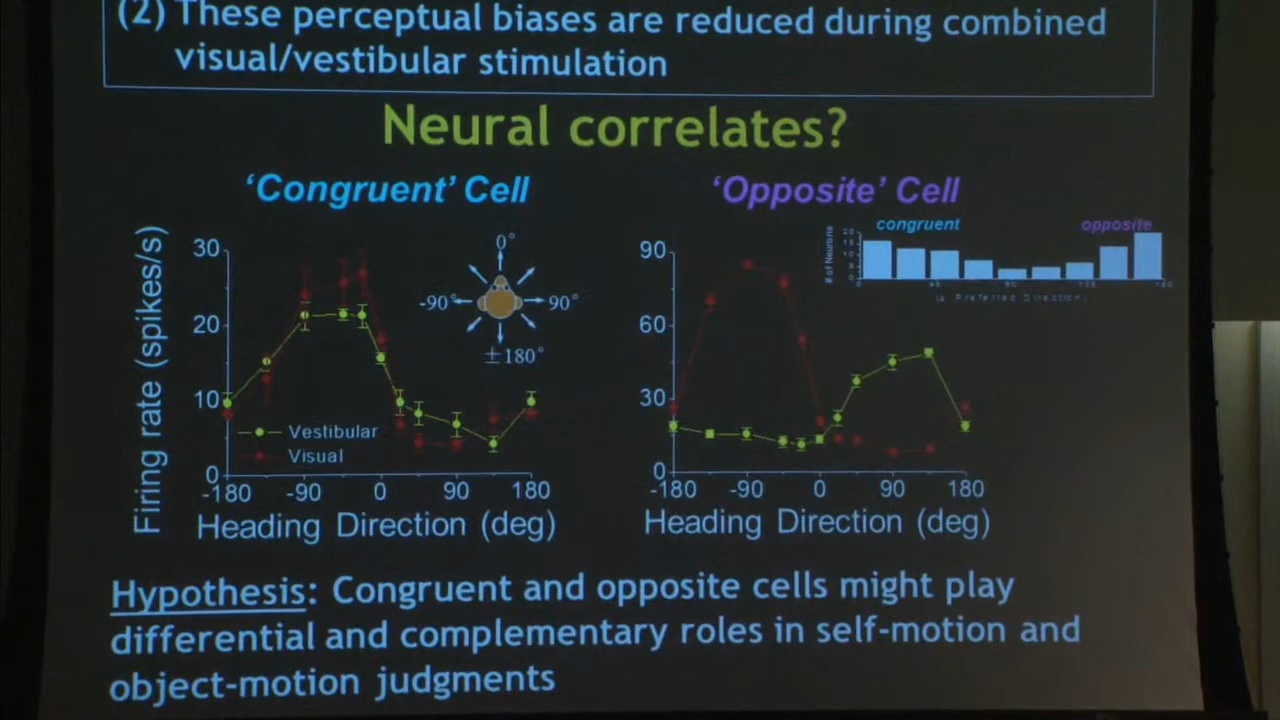 (2) These perceptual biases are reduced during combined
visual/vestibular stimulation
Neural correlates?
'Congruent' Cell
'Opposite' Cell
congruent
opposite
# of Neurons
Firing rate (spikes/s)
30
20
10
0
0°
-90°
90°
±180°
Vestibular
Visual
-180 -90 0 90 180
Heading Direction (deg)
90
60
30
0
-180 -90 0 90 180
Heading Direction (deg)
Hypothesis: Congruent and opposite cells might play
differential and complementary roles in self-motion and
object-motion judgments